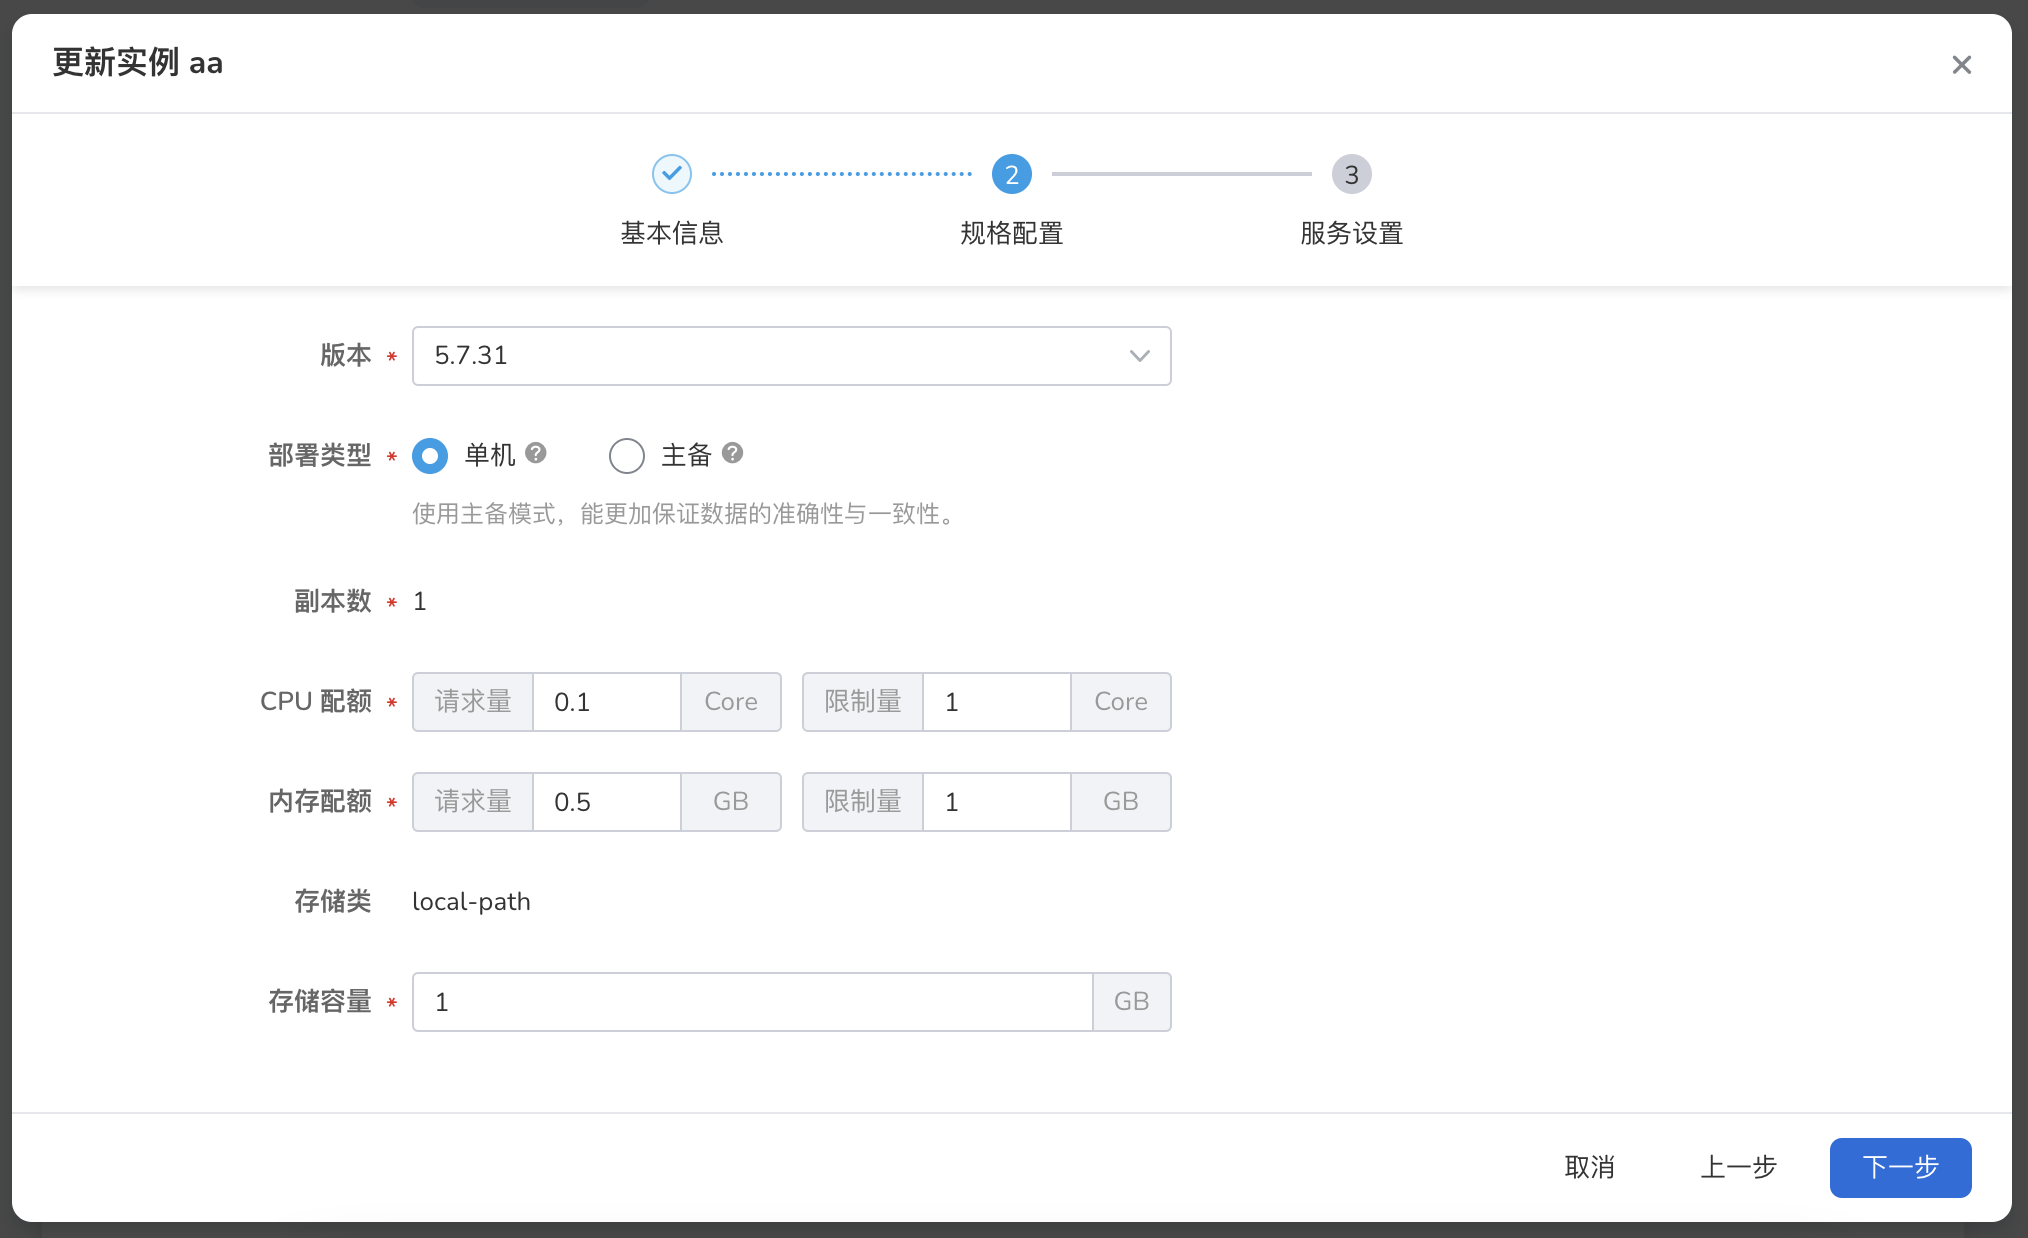 更新实例 aa
2
3
基本信息
规格配置
服务设置
版本 * 5.7.31
部署类型 * 单机 ? 主备 ?
使用主备模式，能更加保证数据的准确性与一致性。
副本数 * 1
CPU 配额 * 请求量 0.1 Core 限制量 1 Core
内存配额 * 请求量 0.5 GB 限制量 1 GB
存储类 local-path
存储容量 * 1 GB
取消 上一步 下一步